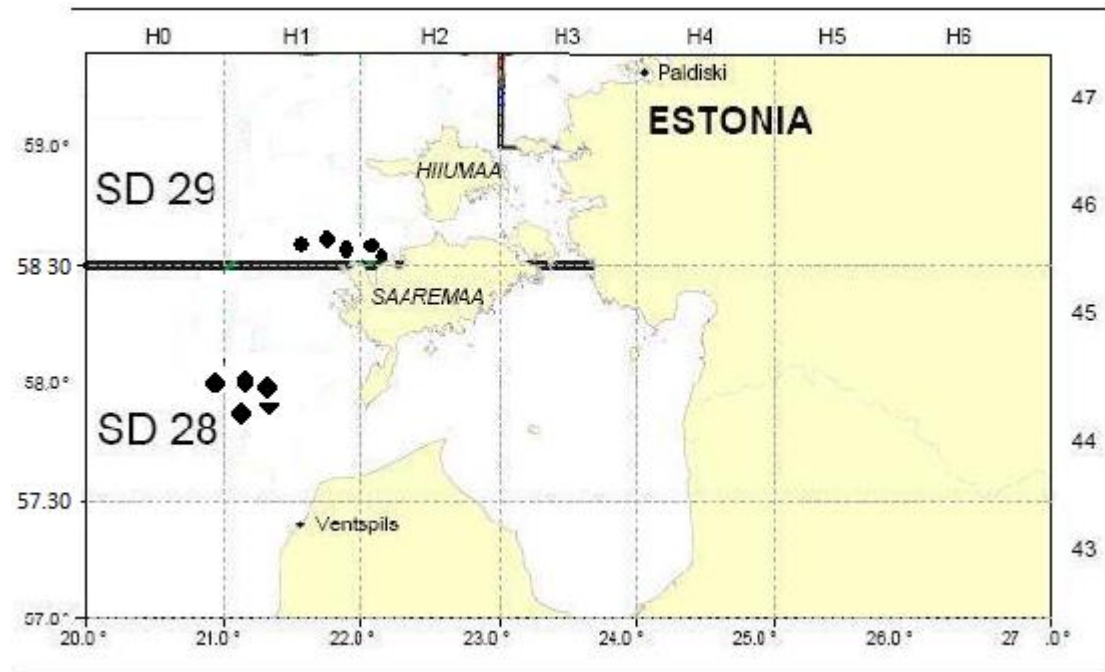 H0 H1 H2 H3 H4 H5 H6
Paldiski
47
ESTONIA
59.0°
HIIUMAA
SD 29
46
58.30
SAAREMAA
45
58.0°
SD 28
44
57.30
Ventspils
43
57.0°
20.0° 21.0° 22.0° 23.0° 24.0° 25.0° 26.0° 27 .0°